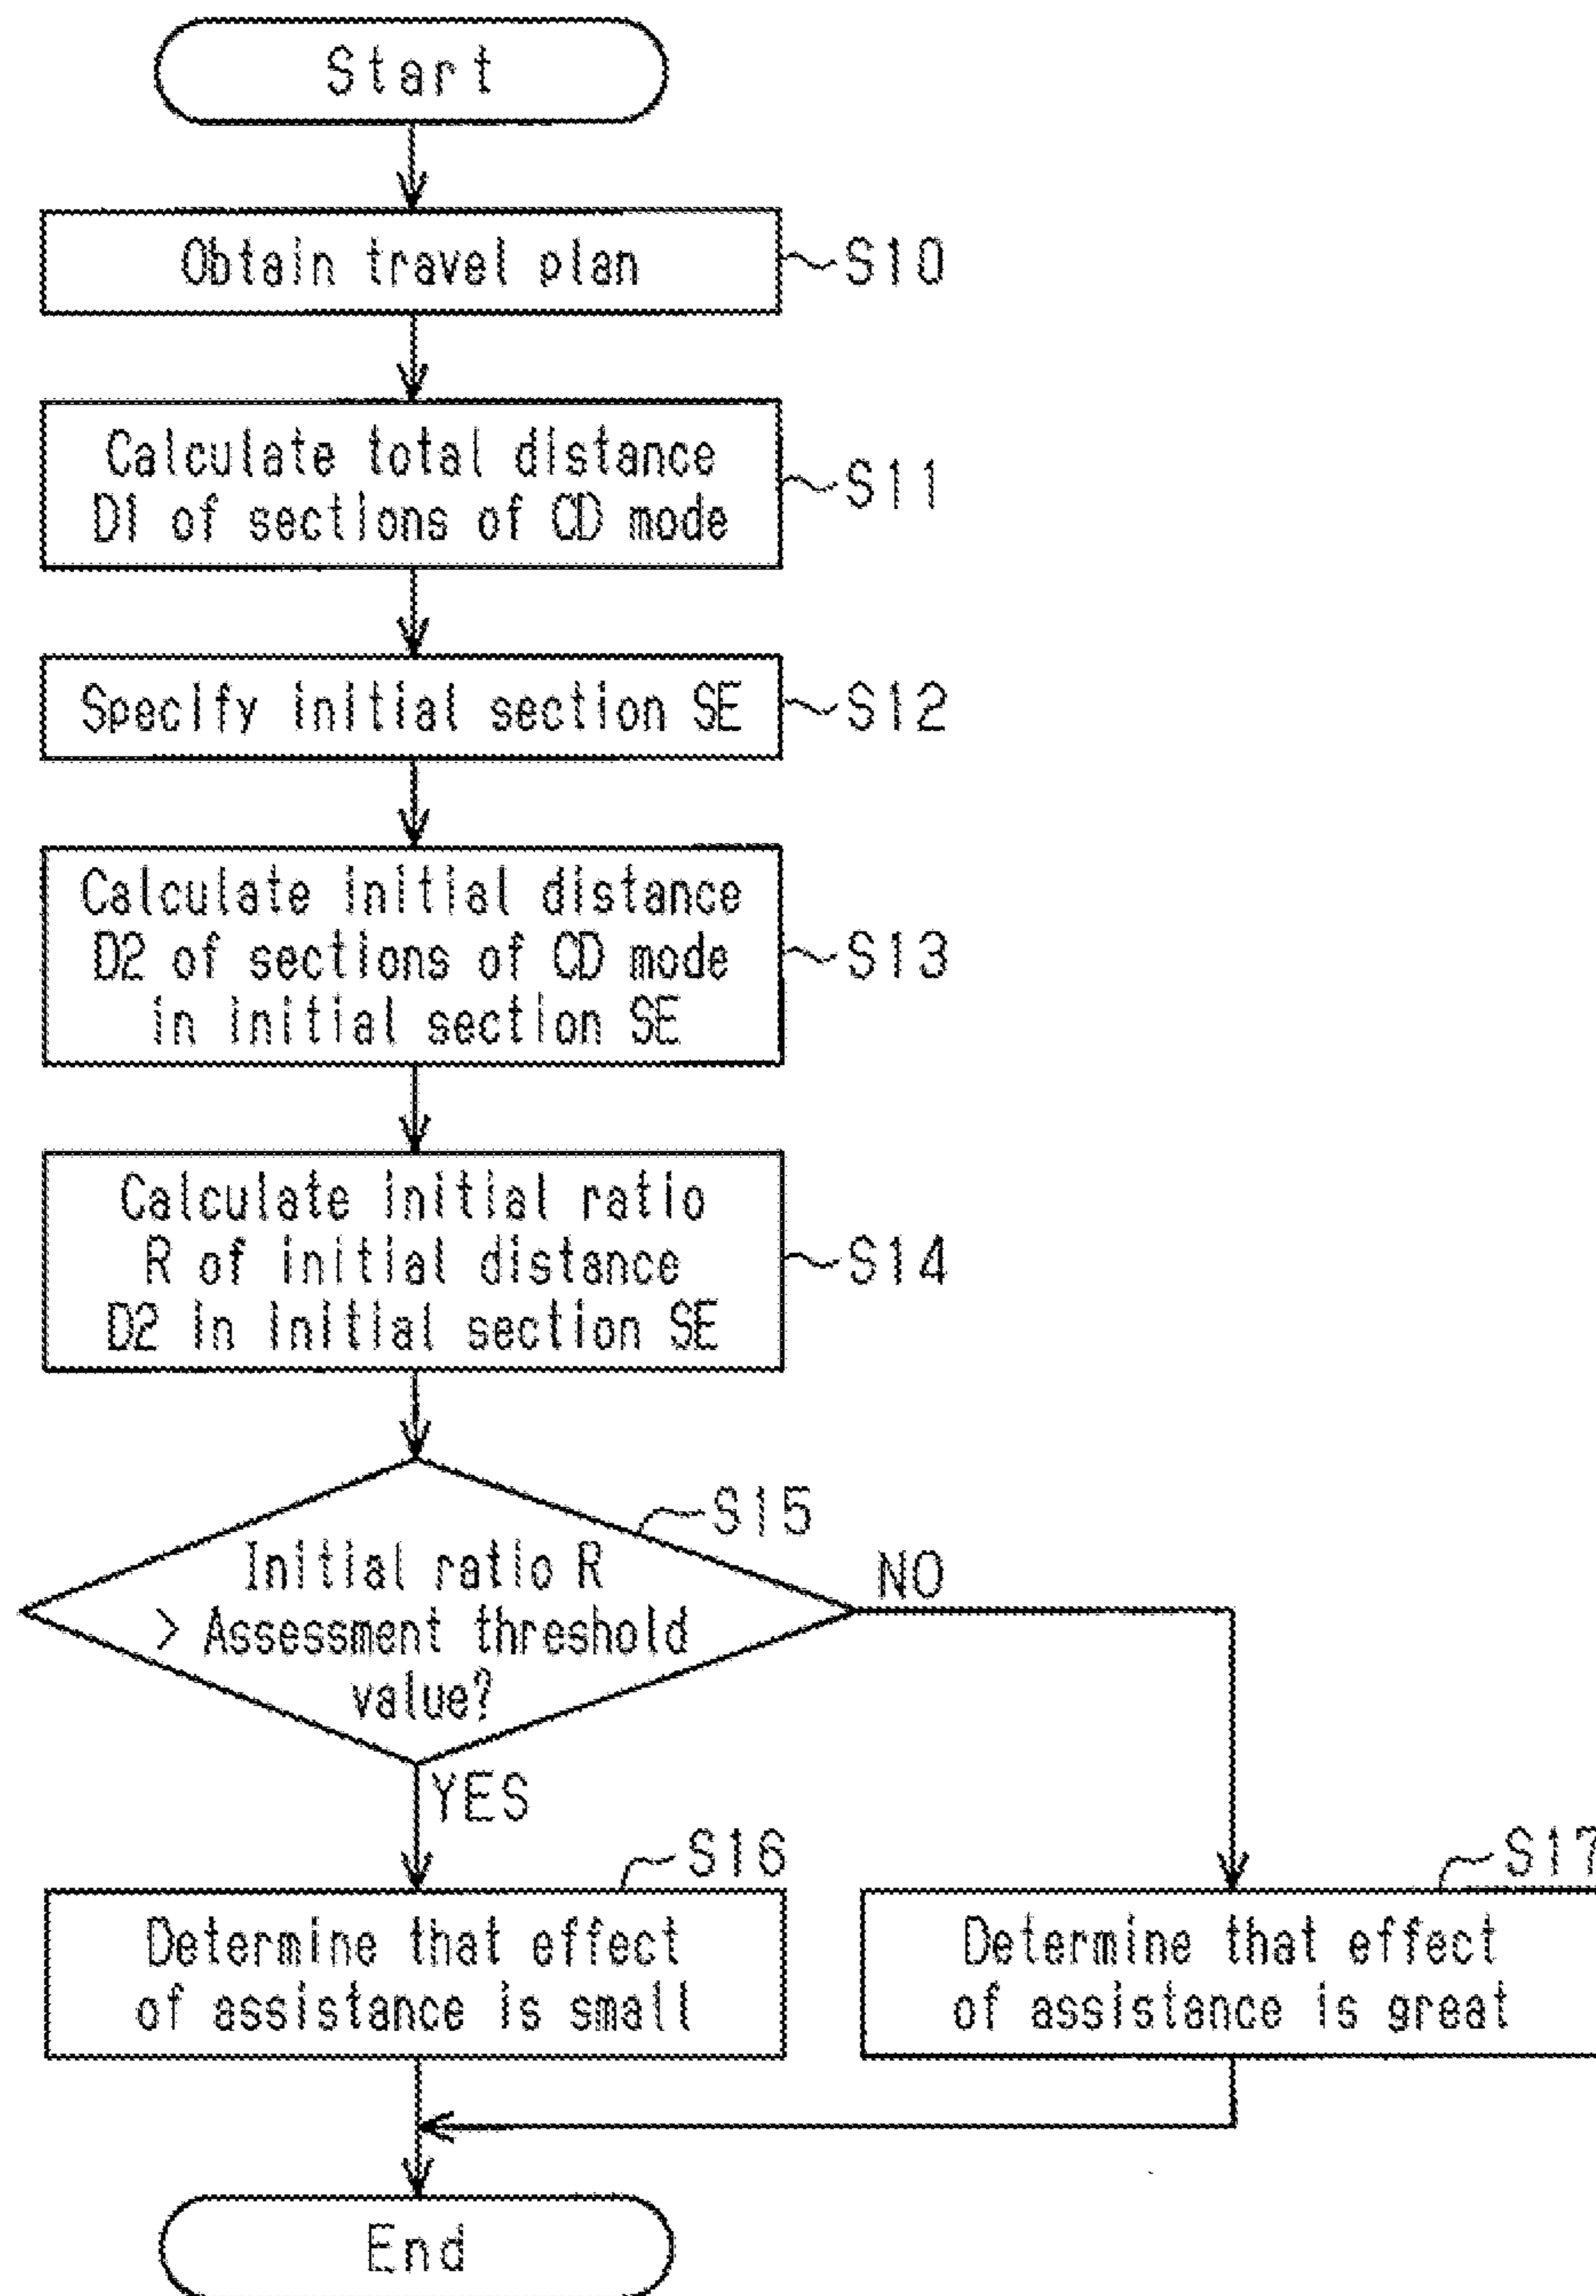 Start
Obtain travel plan
S10
Calculate total distance
D1 of sections of CD mode
S11
Specify initial section SE
S12
Calculate initial distance
D2 of sections of CD mode
in initial section SE
S13
Calculate initial ratio
R of initial distance
D2 in initial section SE
S14
S15
Initial ratio R
> Assessment threshold
value?
NO
YES
S16
Determine that effect
of assistance is small
S17
Determine that effect
of assistance is great
End